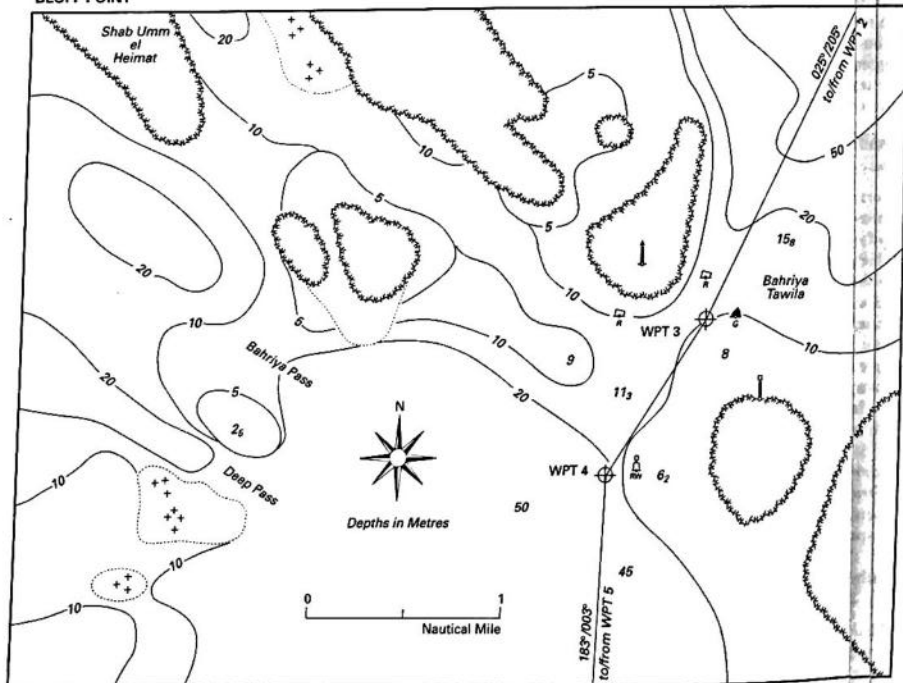 Shab Umm
el
Heimat
20
5
025°/205°
to/from WPT 2
10
10
50
5
20
5
20
15₈
10
R
Bahriya
Tawila
R
WPT 3
G
10
10
6
10
9
8
Bahriya Pass
20
20
11₃
5
2₆
N
WPT 4
RW
6₂
Deep Pass
10
50
Depths in Metres
10
45
10
0
1
Nautical Mile
183°/003°
to/from WPT 5